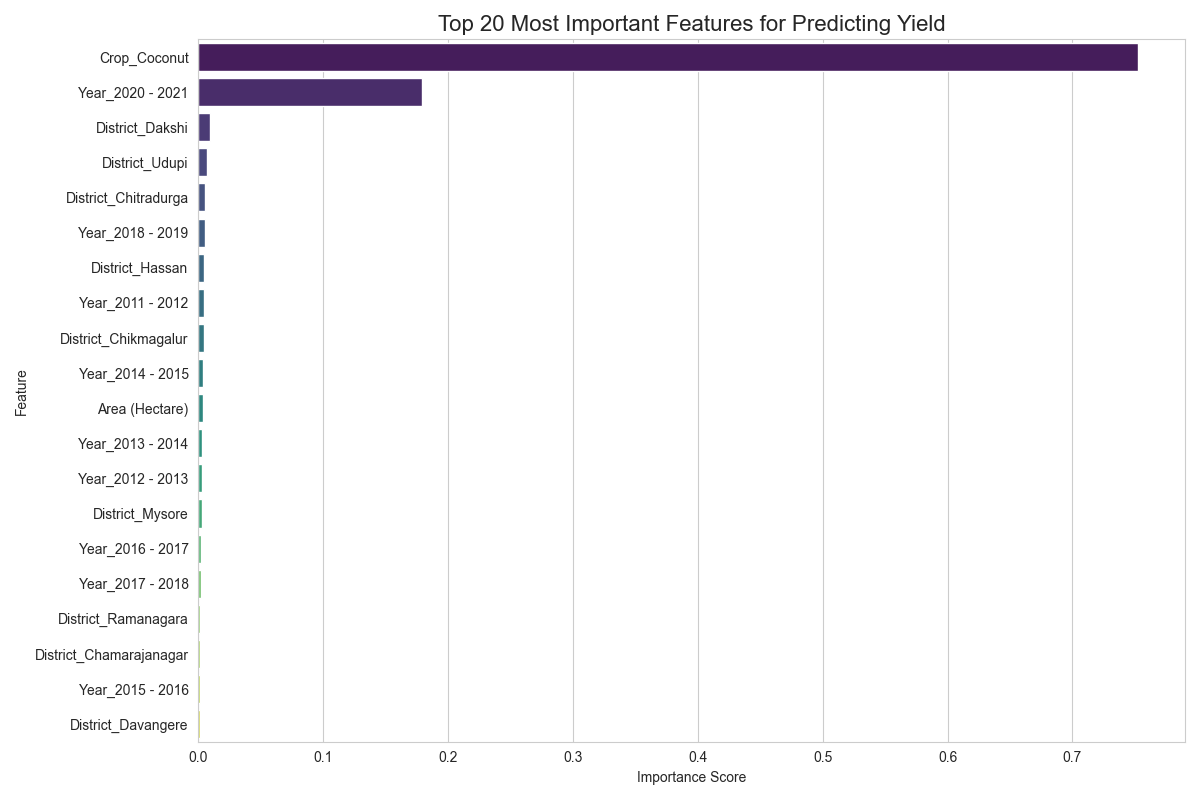 Top 20 Most Important Features for Predicting Yield
Feature
Crop_Coconut
Year_2020 - 2021
District_Dakshi
District_Udupi
District_Chitradurga
Year_2018 - 2019
District_Hassan
Year_2011 - 2012
District_Chikmagalur
Year_2014 - 2015
Area (Hectare)
Year_2013 - 2014
Year_2012 - 2013
District_Mysore
Year_2016 - 2017
Year_2017 - 2018
District_Ramanagara
District_Chamarajanagar
Year_2015 - 2016
District_Davangere
0.0 0.1 0.2 0.3 0.4 0.5 0.6 0.7
Importance Score